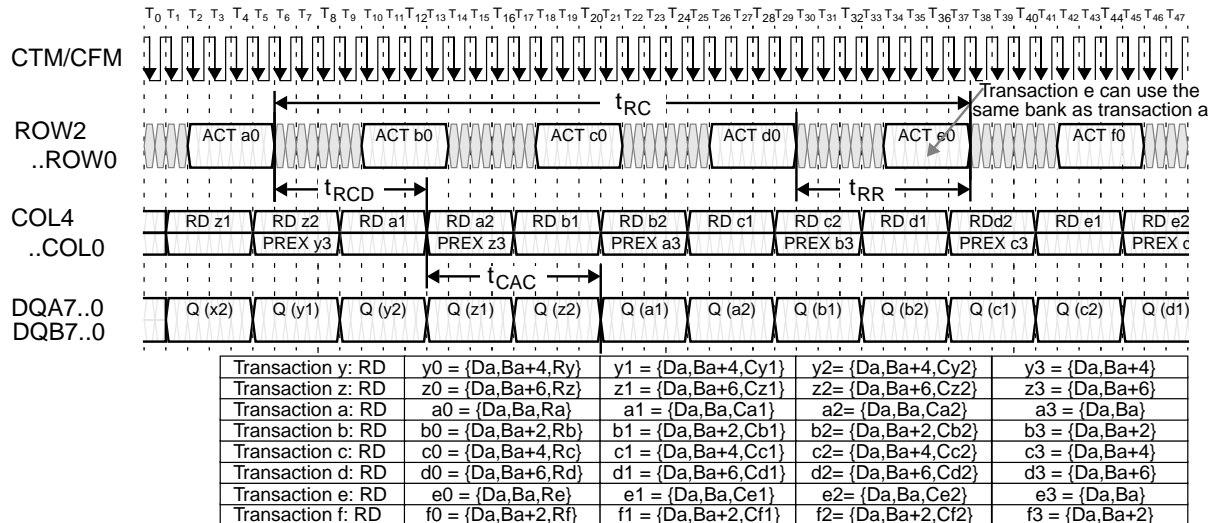 T0 T1 T2 T3 T4 T5 T6 T7 T8 T9 T10 T11 T12 T13 T14 T15 T16 T17 T18 T19 T20 T21 T22 T23 T24 T25 T26 T27 T28 T29 T30 T31 T32 T33 T34 T35 T36 T37 T38 T39 T40 T41 T42 T43 T44 T45 T46 T47
CTM/CFM
Transaction e can use the
same bank as transaction a
tRC
ROW2
..ROW0
ACT a0 ACT b0 ACT c0 ACT d0 ACT e0 ACT f0
tRCD tRR
COL4
..COL0
RD z1 RD z2 RD a1 RD a2 RD b1 RD b2 RD c1 RD c2 RD d1 RDd2 RD e1 RD e2
PREX y3 PREX z3 PREX a3 PREX b3 PREX c3 PREX
tCAC
DQA7..0
DQB7..0
Q (x2) Q (y1) Q (y2) Q (z1) Q (z2) Q (a1) Q (a2) Q (b1) Q (b2) Q (c1) Q (c2) Q (d1)
Transaction y: RD y0 = {Da,Ba+4,Ry} y1 = {Da,Ba+4,Cy1} y2= {Da,Ba+4,Cy2} y3 = {Da,Ba+4}
Transaction z: RD z0 = {Da,Ba+6,Rz} z1 = {Da,Ba+6,Cz1} z2= {Da,Ba+6,Cz2} z3 = {Da,Ba+6}
Transaction a: RD a0 = {Da,Ba,Ra} a1 = {Da,Ba,Ca1} a2= {Da,Ba,Ca2} a3 = {Da,Ba}
Transaction b: RD b0 = {Da,Ba+2,Rb} b1 = {Da,Ba+2,Cb1} b2= {Da,Ba+2,Cb2} b3 = {Da,Ba+2}
Transaction c: RD c0 = {Da,Ba+4,Rc} c1 = {Da,Ba+4,Cc1} c2= {Da,Ba+4,Cc2} c3 = {Da,Ba+4}
Transaction d: RD d0 = {Da,Ba+6,Rd} d1 = {Da,Ba+6,Cd1} d2= {Da,Ba+6,Cd2} d3 = {Da,Ba+6}
Transaction e: RD e0 = {Da,Ba,Re} e1 = {Da,Ba,Ce1} e2= {Da,Ba,Ce2} e3 = {Da,Ba}
Transaction f: RD f0 = {Da,Ba+2,Rf} f1 = {Da,Ba+2,Cf1} f2= {Da,Ba+2,Cf2} f3 = {Da,Ba+2}